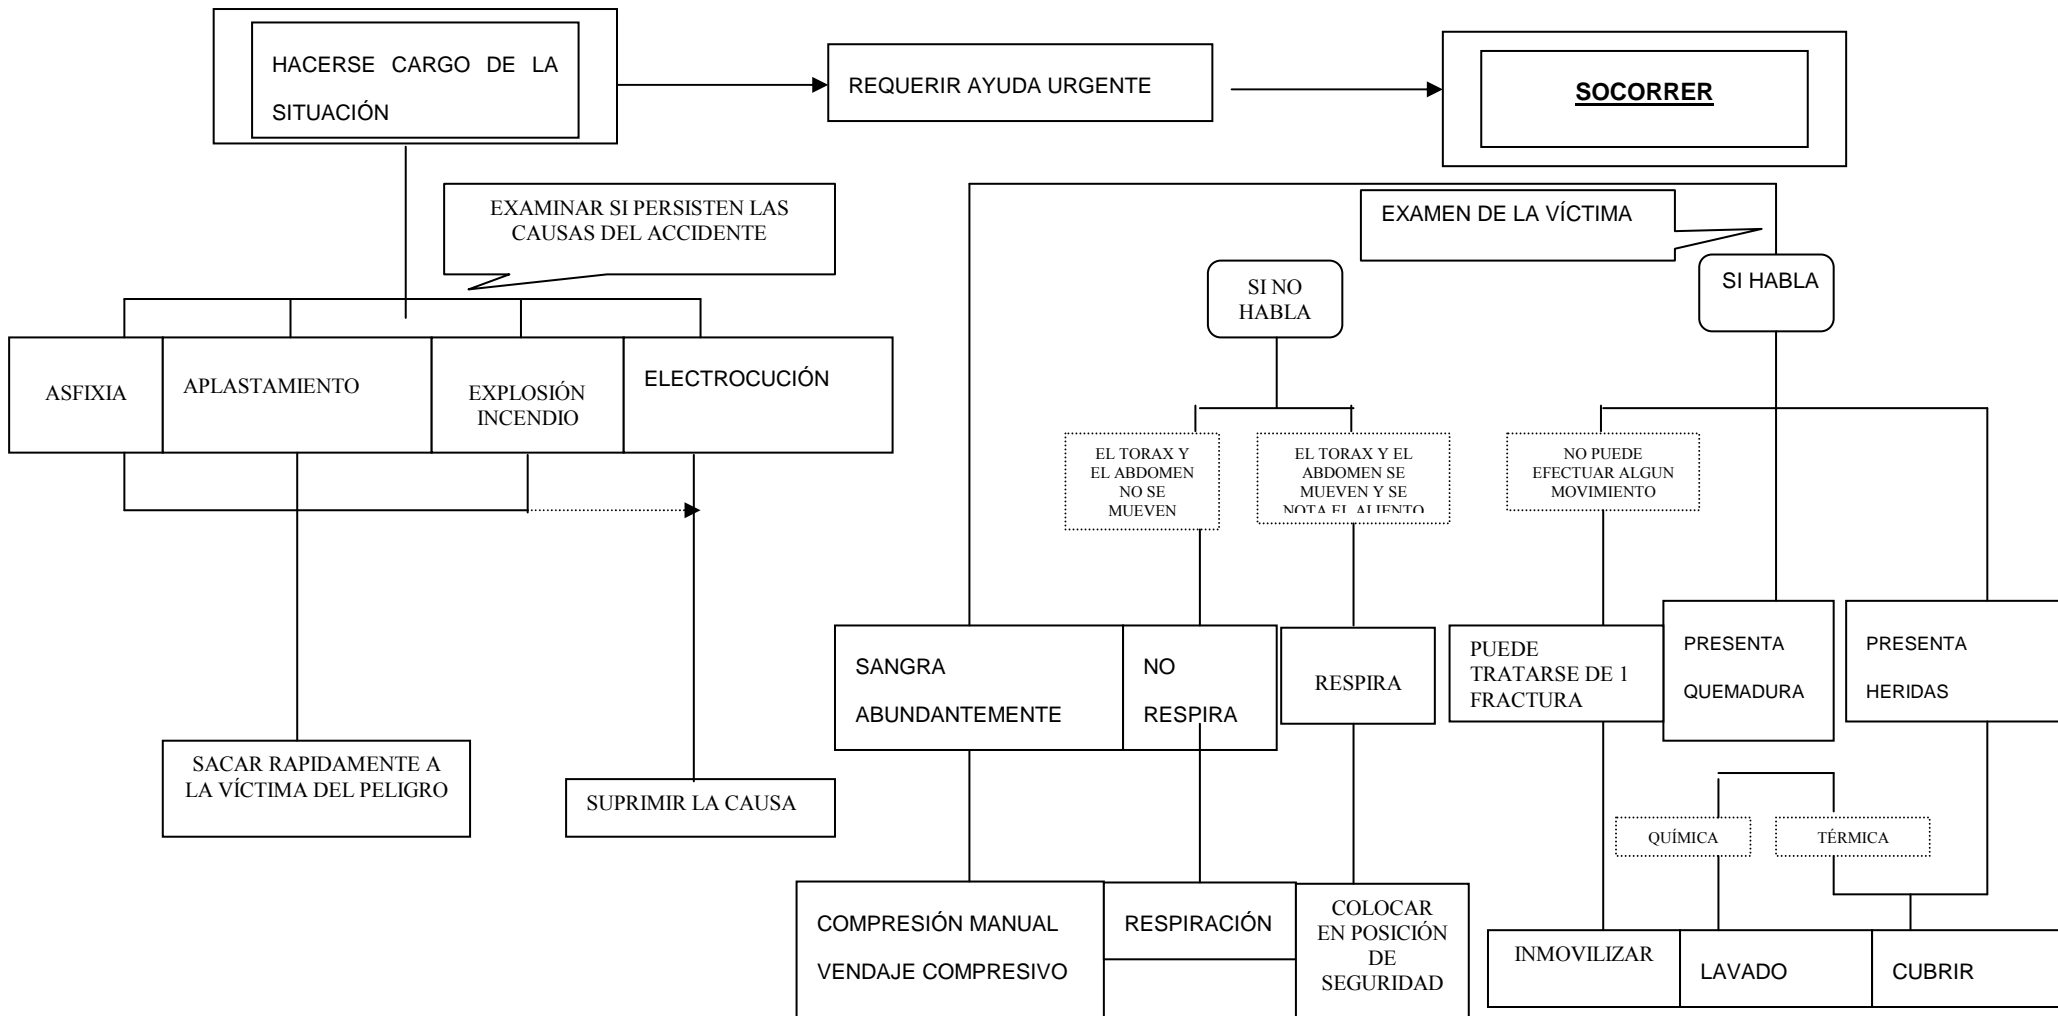 HACERSE CARGO DE LA
SITUACIÓN
REQUERIR AYUDA URGENTE
SOCORRER
EXAMINAR SI PERSISTEN LAS
CAUSAS DEL ACCIDENTE
EXAMEN DE LA VÍCTIMA
SI NO
HABLA
SI HABLA
ASFIXIA
APLASTAMIENTO
EXPLOSIÓN
INCENDIO
ELECTROCUCIÓN
EL TORAX Y
EL ABDOMEN
NO SE
MUEVEN
EL TORAX Y EL
ABDOMEN SE
MUEVEN Y SE
NOTA EL ALIENTO
NO PUEDE
EFECTUAR ALGUN
MOVIMIENTO
SANGRA
ABUNDANTEMENTE
NO
RESPIRA
RESPIRA
PUEDE
TRATARSE DE 1
FRACTURA
PRESENTA
QUEMADURA
PRESENTA
HERIDAS
SACAR RAPIDAMENTE A
LA VÍCTIMA DEL PELIGRO
SUPRIMIR LA CAUSA
QUÍMICA
TÉRMICA
COMPRESIÓN MANUAL
VENDAJE COMPRESIVO
RESPIRACIÓN
COLOCAR
EN POSICIÓN
DE
SEGURIDAD
INMOVILIZAR
LAVADO
CUBRIR